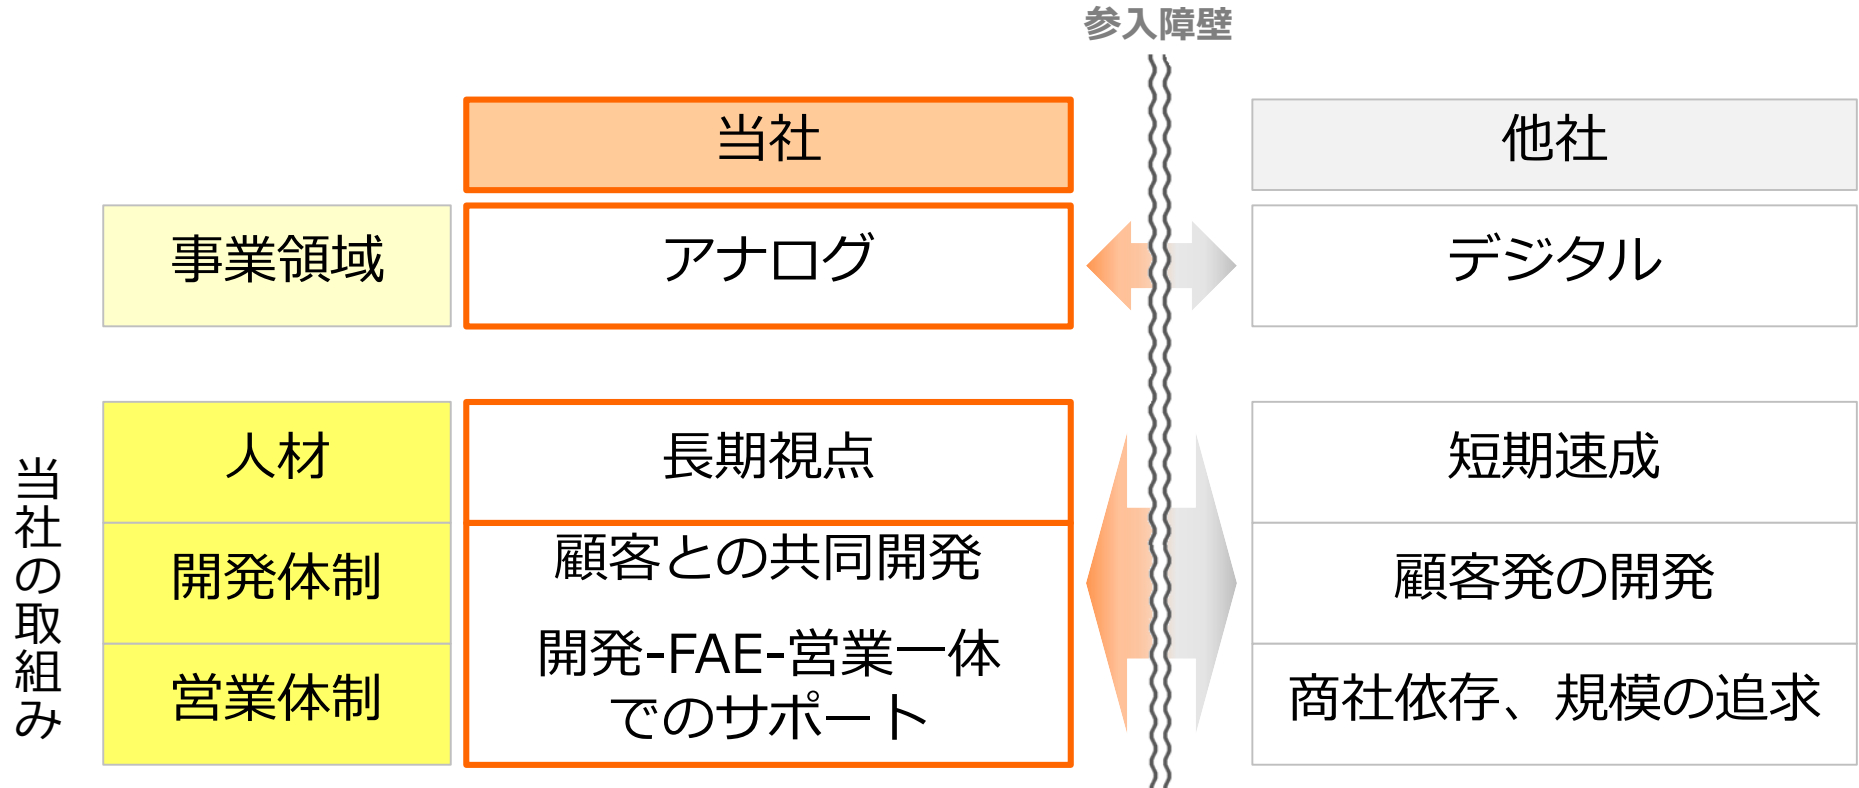 参入障壁
当社
他社
事業領域
アナログ
デジタル
当社の取組み
人材
長期視点
短期速成
開発体制
顧客との共同開発
顧客発の開発
営業体制
開発-FAE-営業一体
でのサポート
商社依存、規模の追求